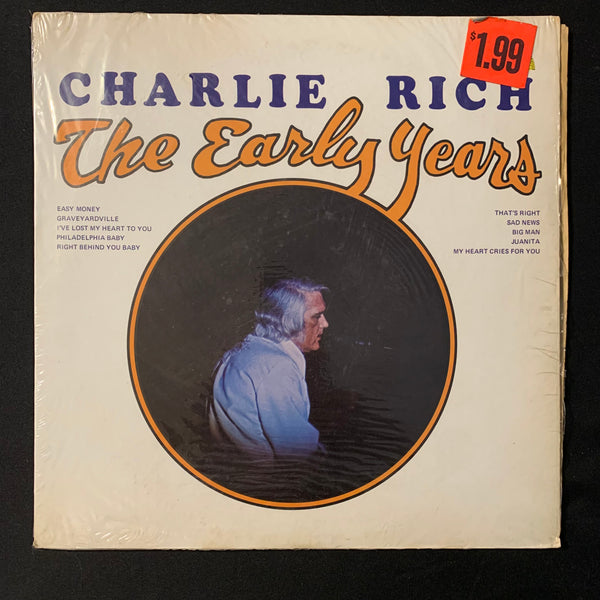 $1.99
CHARLIE RICH
The Early Years
EASY MONEY
GRAVEYARDVILLE
I'VE LOST MY HEART TO YOU
PHILADELPHIA BABY
RIGHT BEHIND YOU BABY
THAT'S RIGHT
SAD NEWS
BIG MAN
JUANITA
MY HEART CRIES FOR YOU